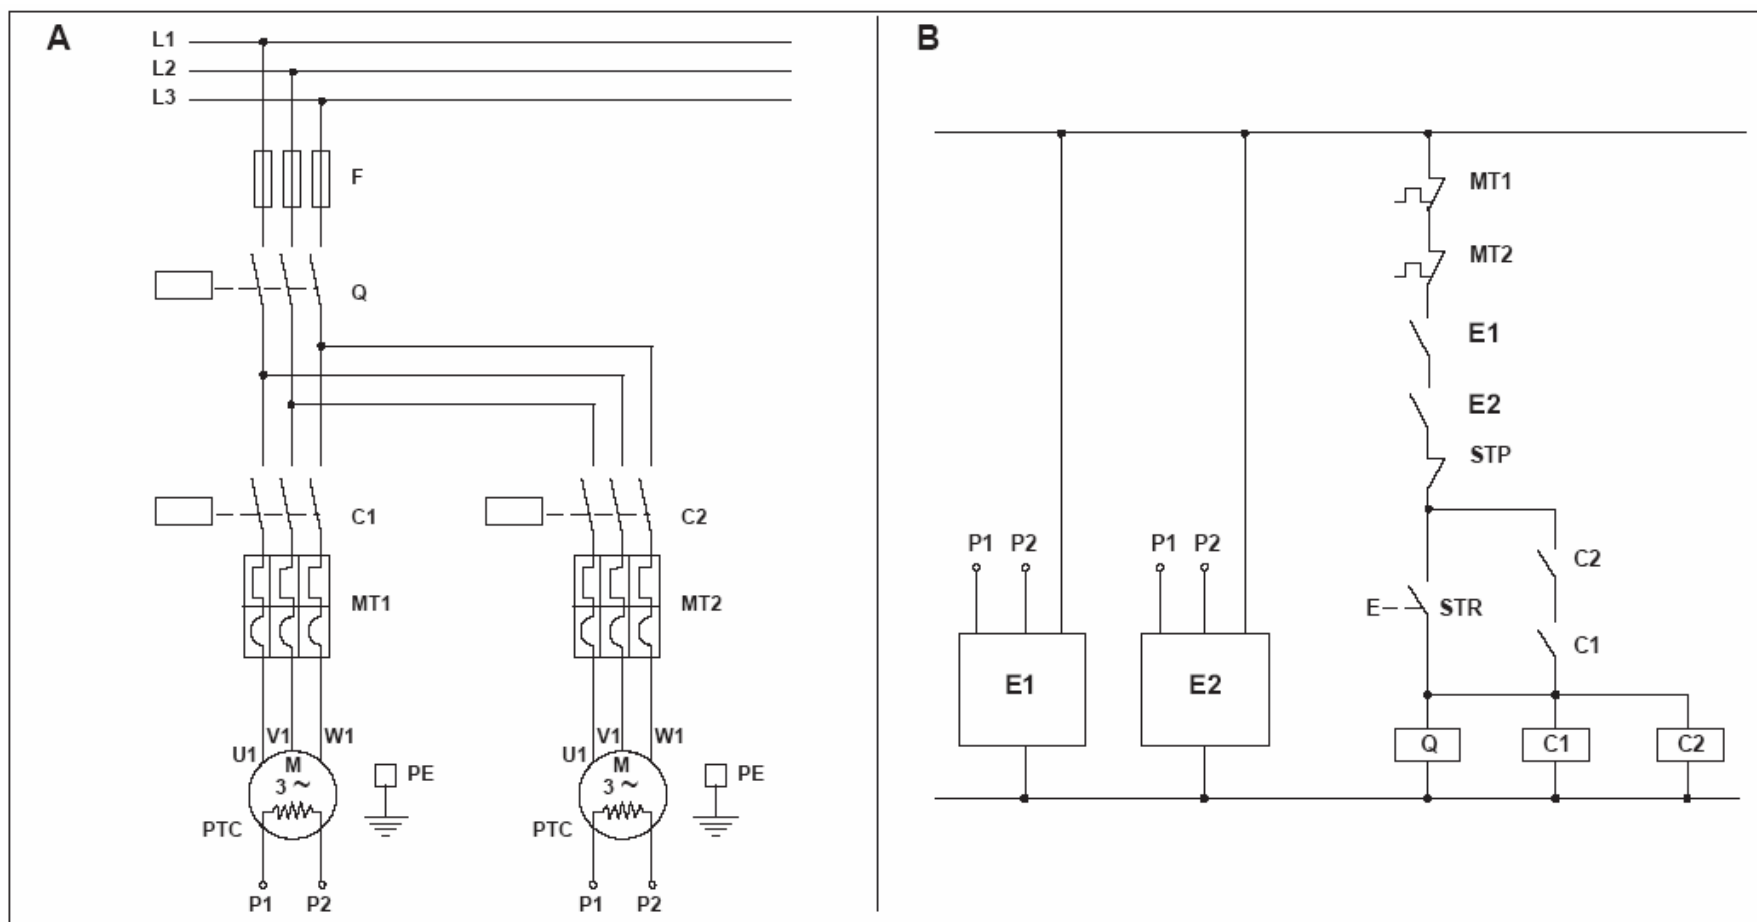 A
L1
L2
L3
F
Q
C1
C2
MT1
MT2
U1 V1 W1
M
3 ~
PE
PTC
P1 P2
U1 V1 W1
M
3 ~
PE
PTC
P1 P2
B
MT1
MT2
E1
E2
STP
P1 P2
E1
P1 P2
E2
E STR
C2
C1
Q
C1
C2